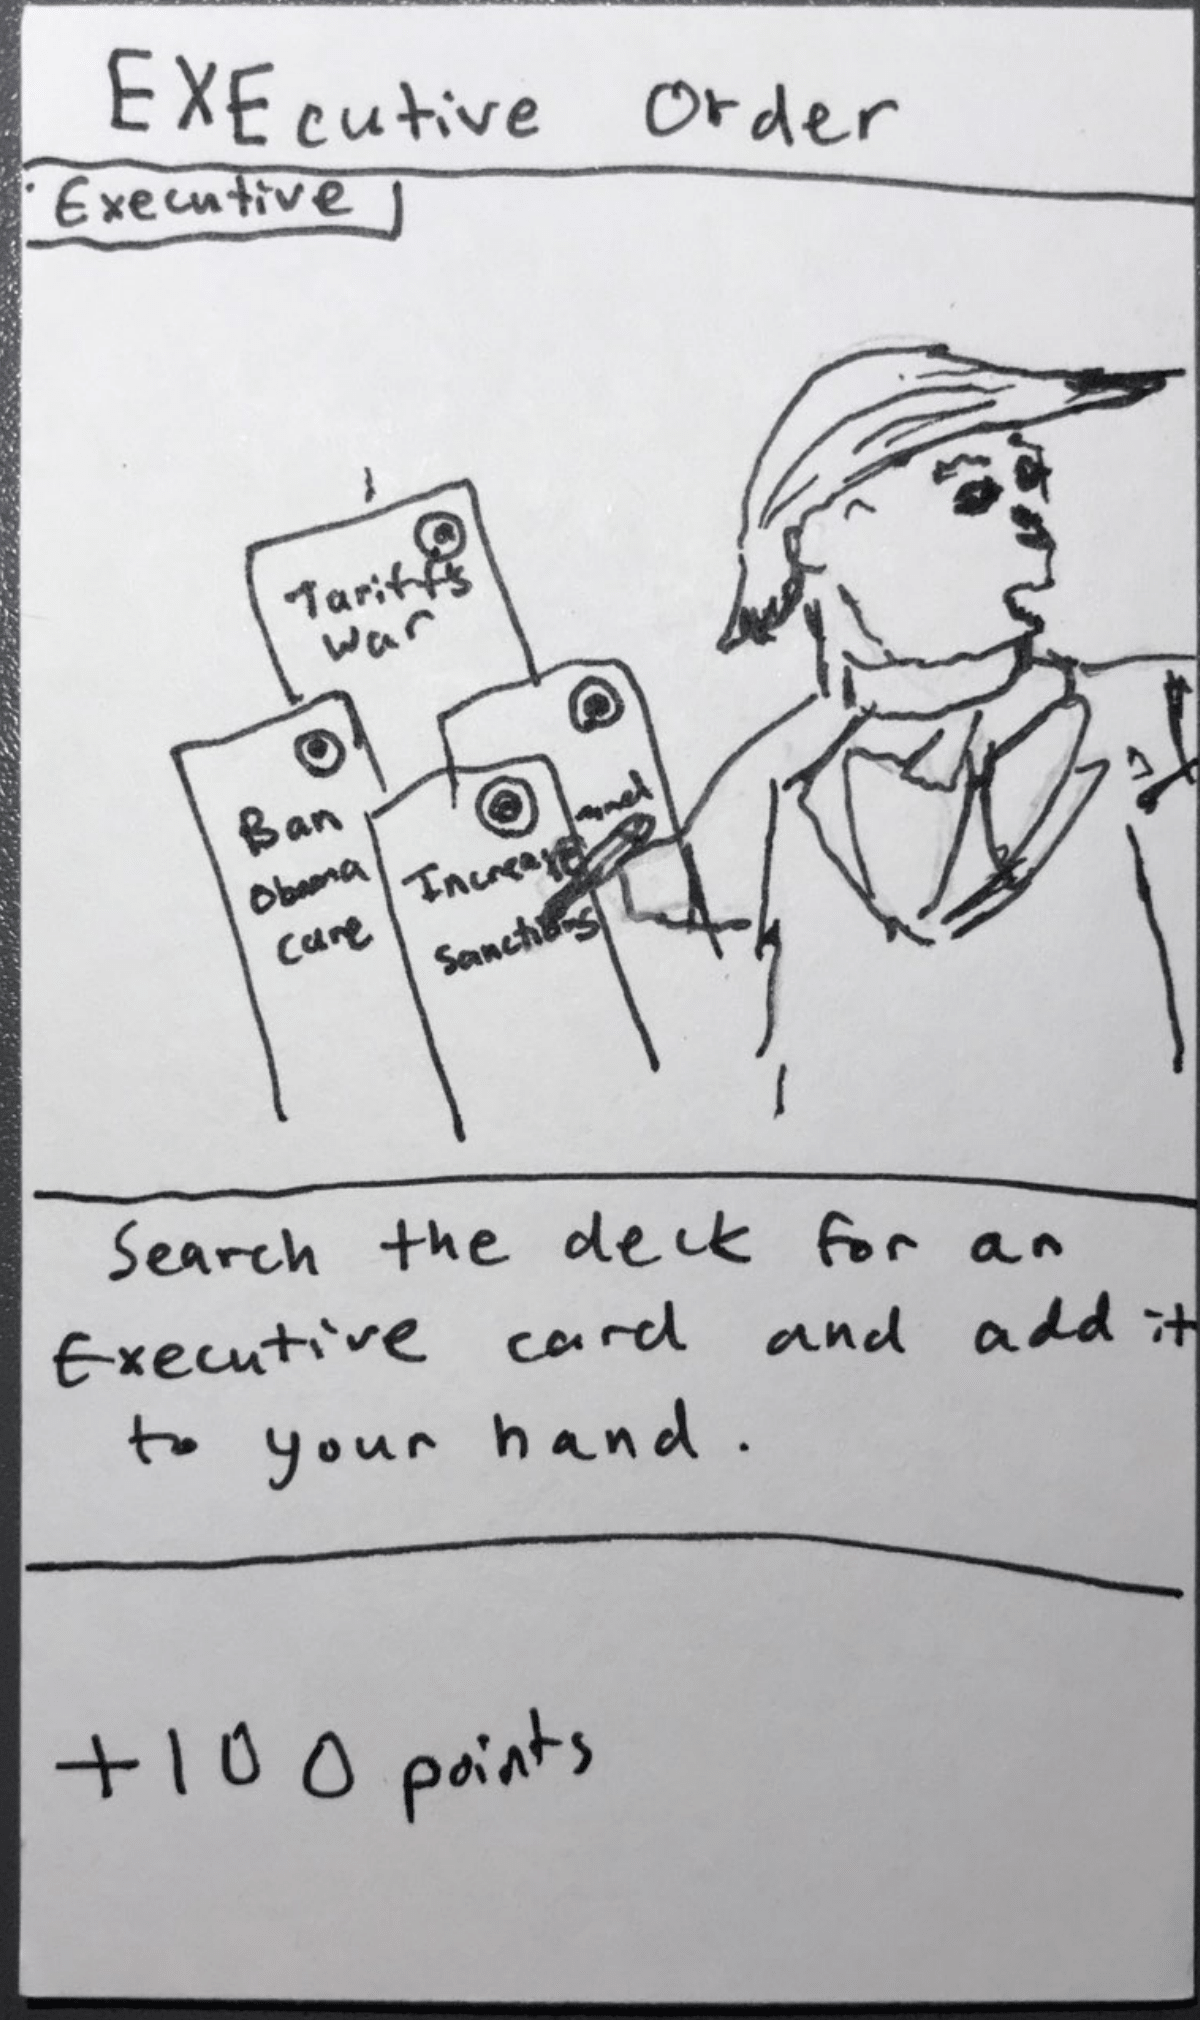 EXEcutive Order
Executive
Tariffs
war
Ban
Obama
care
Increase
Sanctions
Search the deck for an
Executive card and add it
to your hand.
+100 points